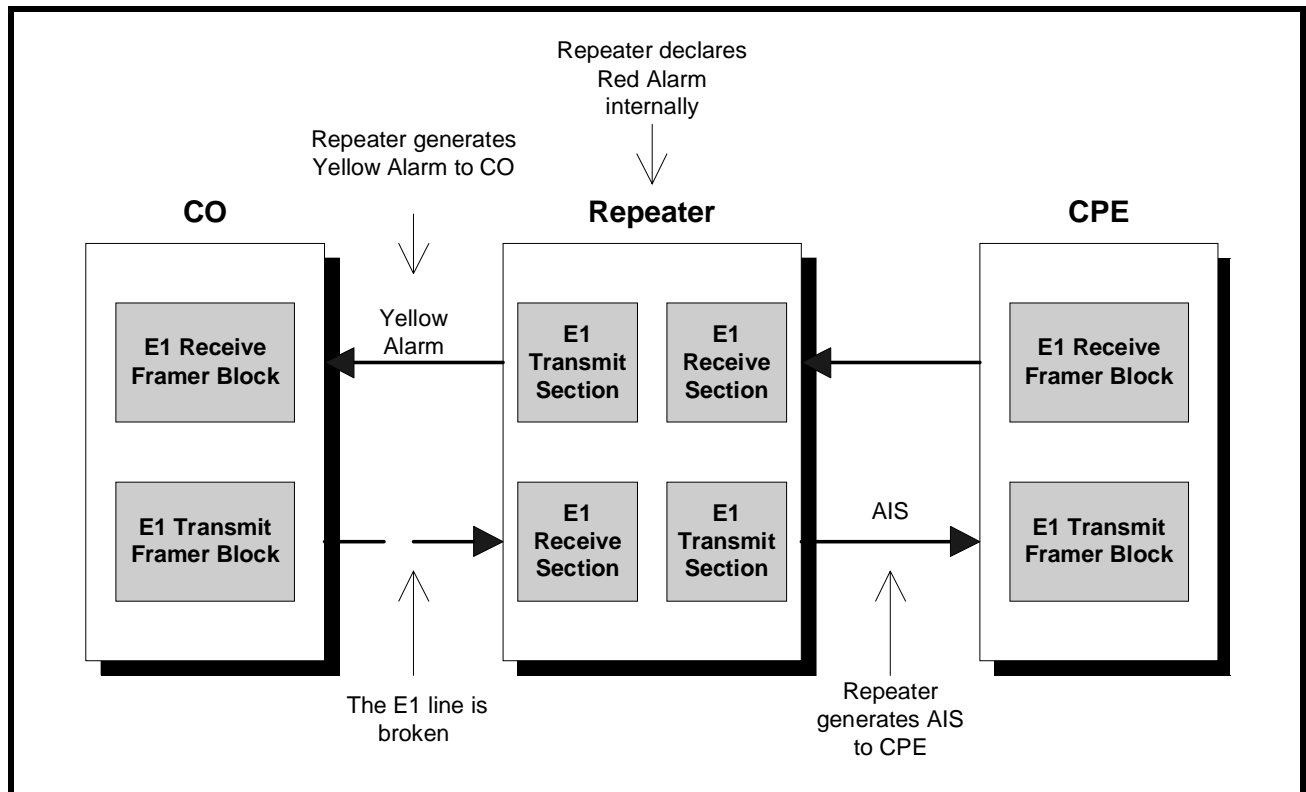 Repeater declares
Red Alarm
internally
Repeater generates
Yellow Alarm to CO
CO
Repeater
CPE
E1 Receive
Framer Block
Yellow
Alarm
E1
Transmit
Section
E1
Receive
Section
E1 Receive
Framer Block
E1 Transmit
Framer Block
E1
Receive
Section
E1
Transmit
Section
AIS
E1 Transmit
Framer Block
The E1 line is
broken
Repeater
generates AIS
to CPE